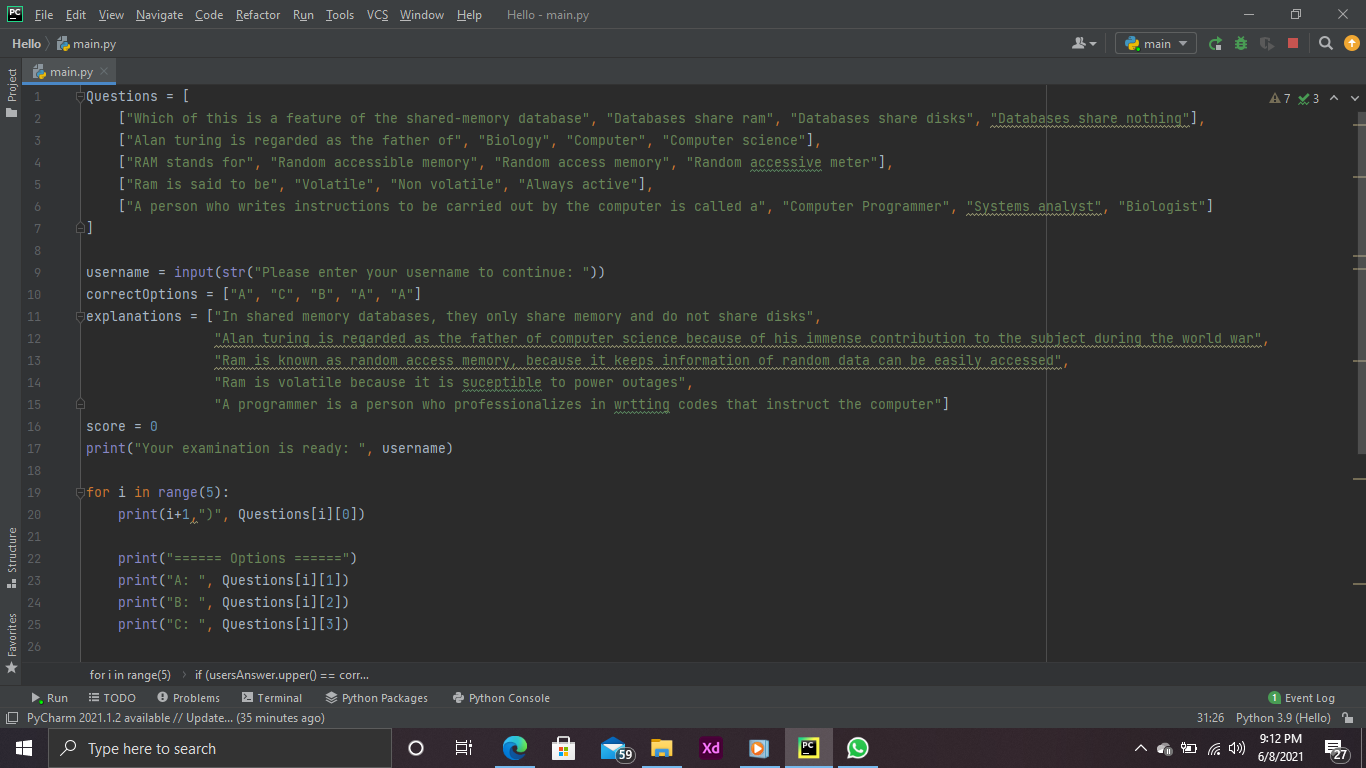 File Edit View Navigate Code Refactor Run Tools VCS Window Help Hello - main.py
Hello main.py main
main.py
Project
7 3
1 Questions = [
2 ["Which of this is a feature of the shared-memory database", "Databases share ram", "Databases share disks", "Databases share nothing"],
3 ["Alan turing is regarded as the father of", "Biology", "Computer", "Computer science"],
4 ["RAM stands for", "Random accessible memory", "Random access memory", "Random accessive meter"],
5 ["Ram is said to be", "Volatile", "Non volatile", "Always active"],
6 ["A person who writes instructions to be carried out by the computer is called a", "Computer Programmer", "Systems analyst", "Biologist"]
7 ]
8
9 username = input(str("Please enter your username to continue: "))
10 correctOptions = ["A", "C", "B", "A", "A"]
11 explanations = ["In shared memory databases, they only share memory and do not share disks",
12 "Alan turing is regarded as the father of computer science because of his immense contribution to the subject during the world war",
13 "Ram is known as random access memory, because it keeps information of random data can be easily accessed",
14 "Ram is volatile because it is suceptible to power outages",
15 "A programmer is a person who professionalizes in wrtting codes that instruct the computer"]
16 score = 0
17 print("Your examination is ready: ", username)
18
19 for i in range(5):
20 print(i+1,")", Questions[i][0])
21
22 print("====== Options ======")
23 print("A: ", Questions[i][1])
24 print("B: ", Questions[i][2])
25 print("C: ", Questions[i][3])
26
Structure
Favorites
for i in range(5) if (usersAnswer.upper() == corr...
Run TODO Problems Terminal Python Packages Python Console 1 Event Log
PyCharm 2021.1.2 available // Update... (35 minutes ago) 31:26 Python 3.9 (Hello)
Type here to search 59 Xd PC 9:12 PM
6/8/2021 27